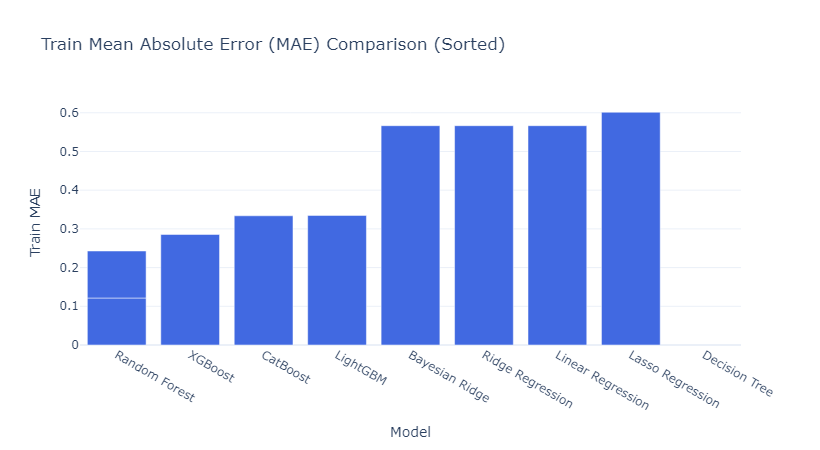 Train Mean Absolute Error (MAE) Comparison (Sorted)
Train MAE
0.6
0.5
0.4
0.3
0.2
0.1
0
Random Forest
XGBoost
CatBoost
LightGBM
Bayesian Ridge
Ridge Regression
Linear Regression
Lasso Regression
Decision Tree
Model